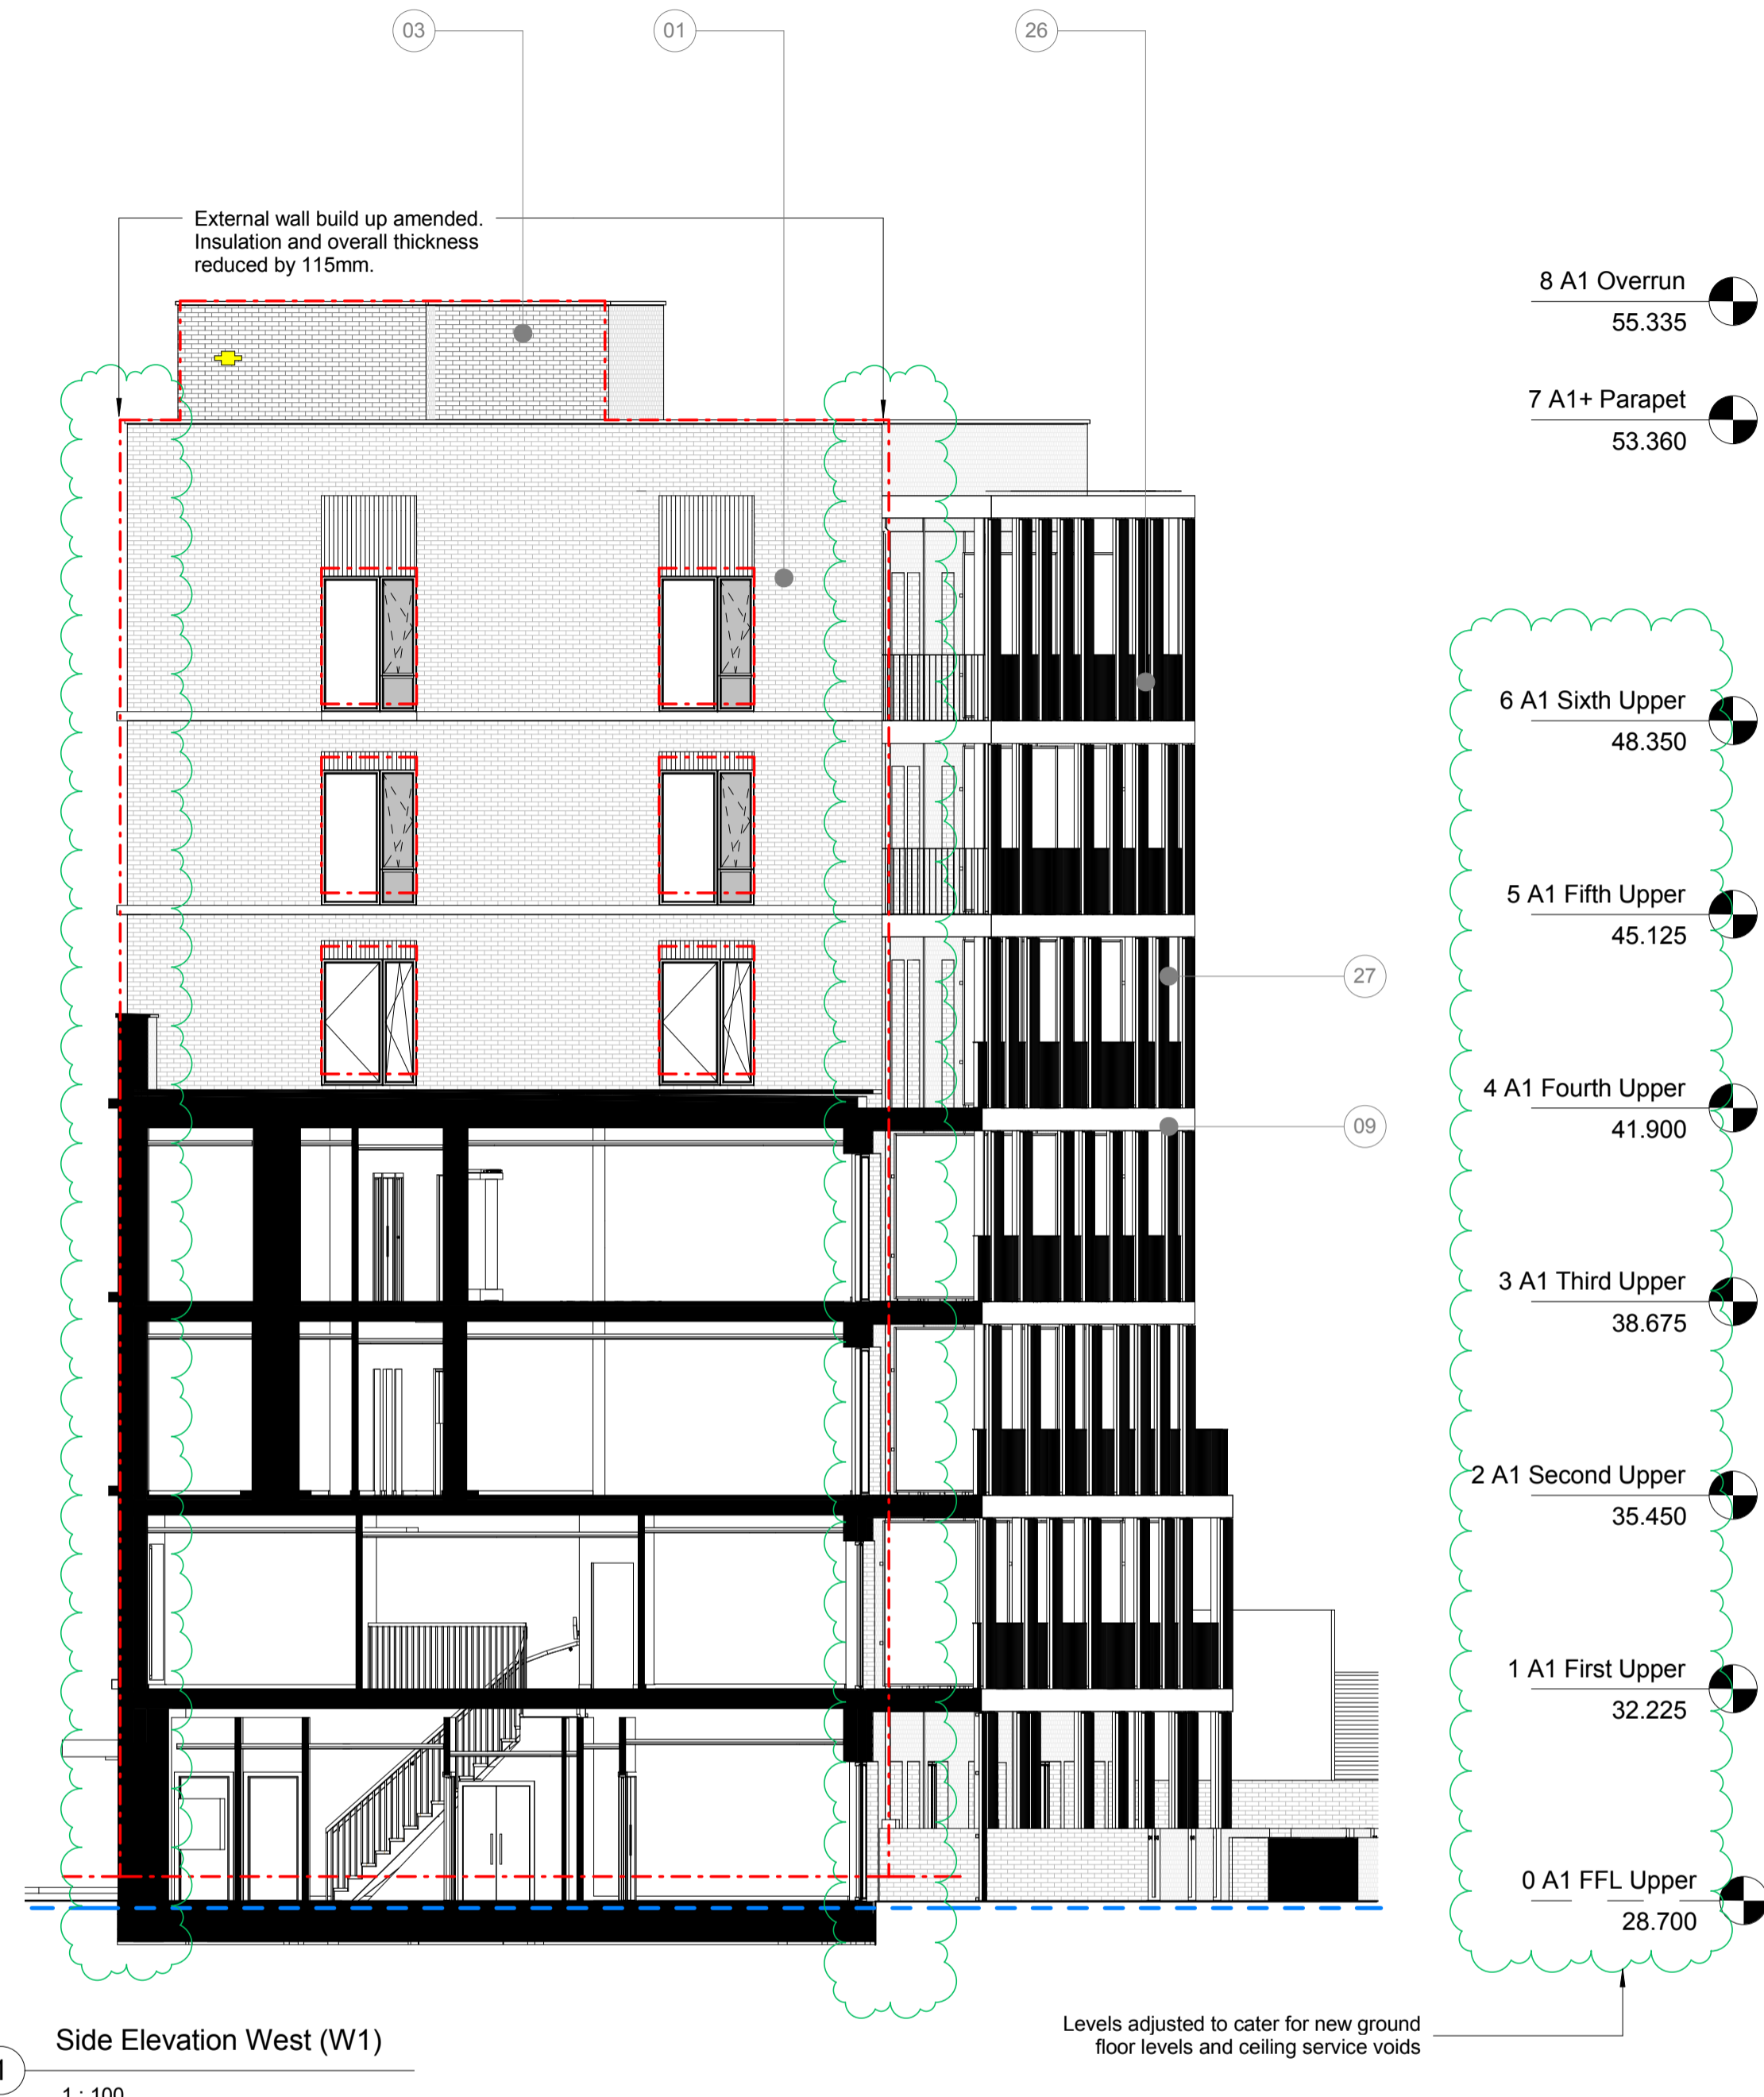 03
01
26
External wall build up amended.
Insulation and overall thickness
reduced by 115mm.
8 A1 Overrun
55.335
7 A1+ Parapet
53.360
6 A1 Sixth Upper
48.350
5 A1 Fifth Upper
45.125
27
4 A1 Fourth Upper
41.900
09
3 A1 Third Upper
38.675
2 A1 Second Upper
35.450
1 A1 First Upper
32.225
0 A1 FFL Upper
28.700
Levels adjusted to cater for new ground
floor levels and ceiling service voids
Side Elevation West (W1)
1
1 : 100